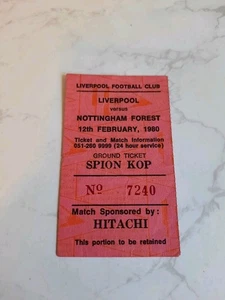 LIVERPOOL FOOTBALL CLUB
LIVERPOOL
versus
NOTTINGHAM FOREST
12th FEBRUARY, 1980
Ticket and Match Information
051-260 9999 (24 hour service)
GROUND TICKET
SPION KOP
No 7240
Match Sponsored by:
HITACHI
This portion to be retained